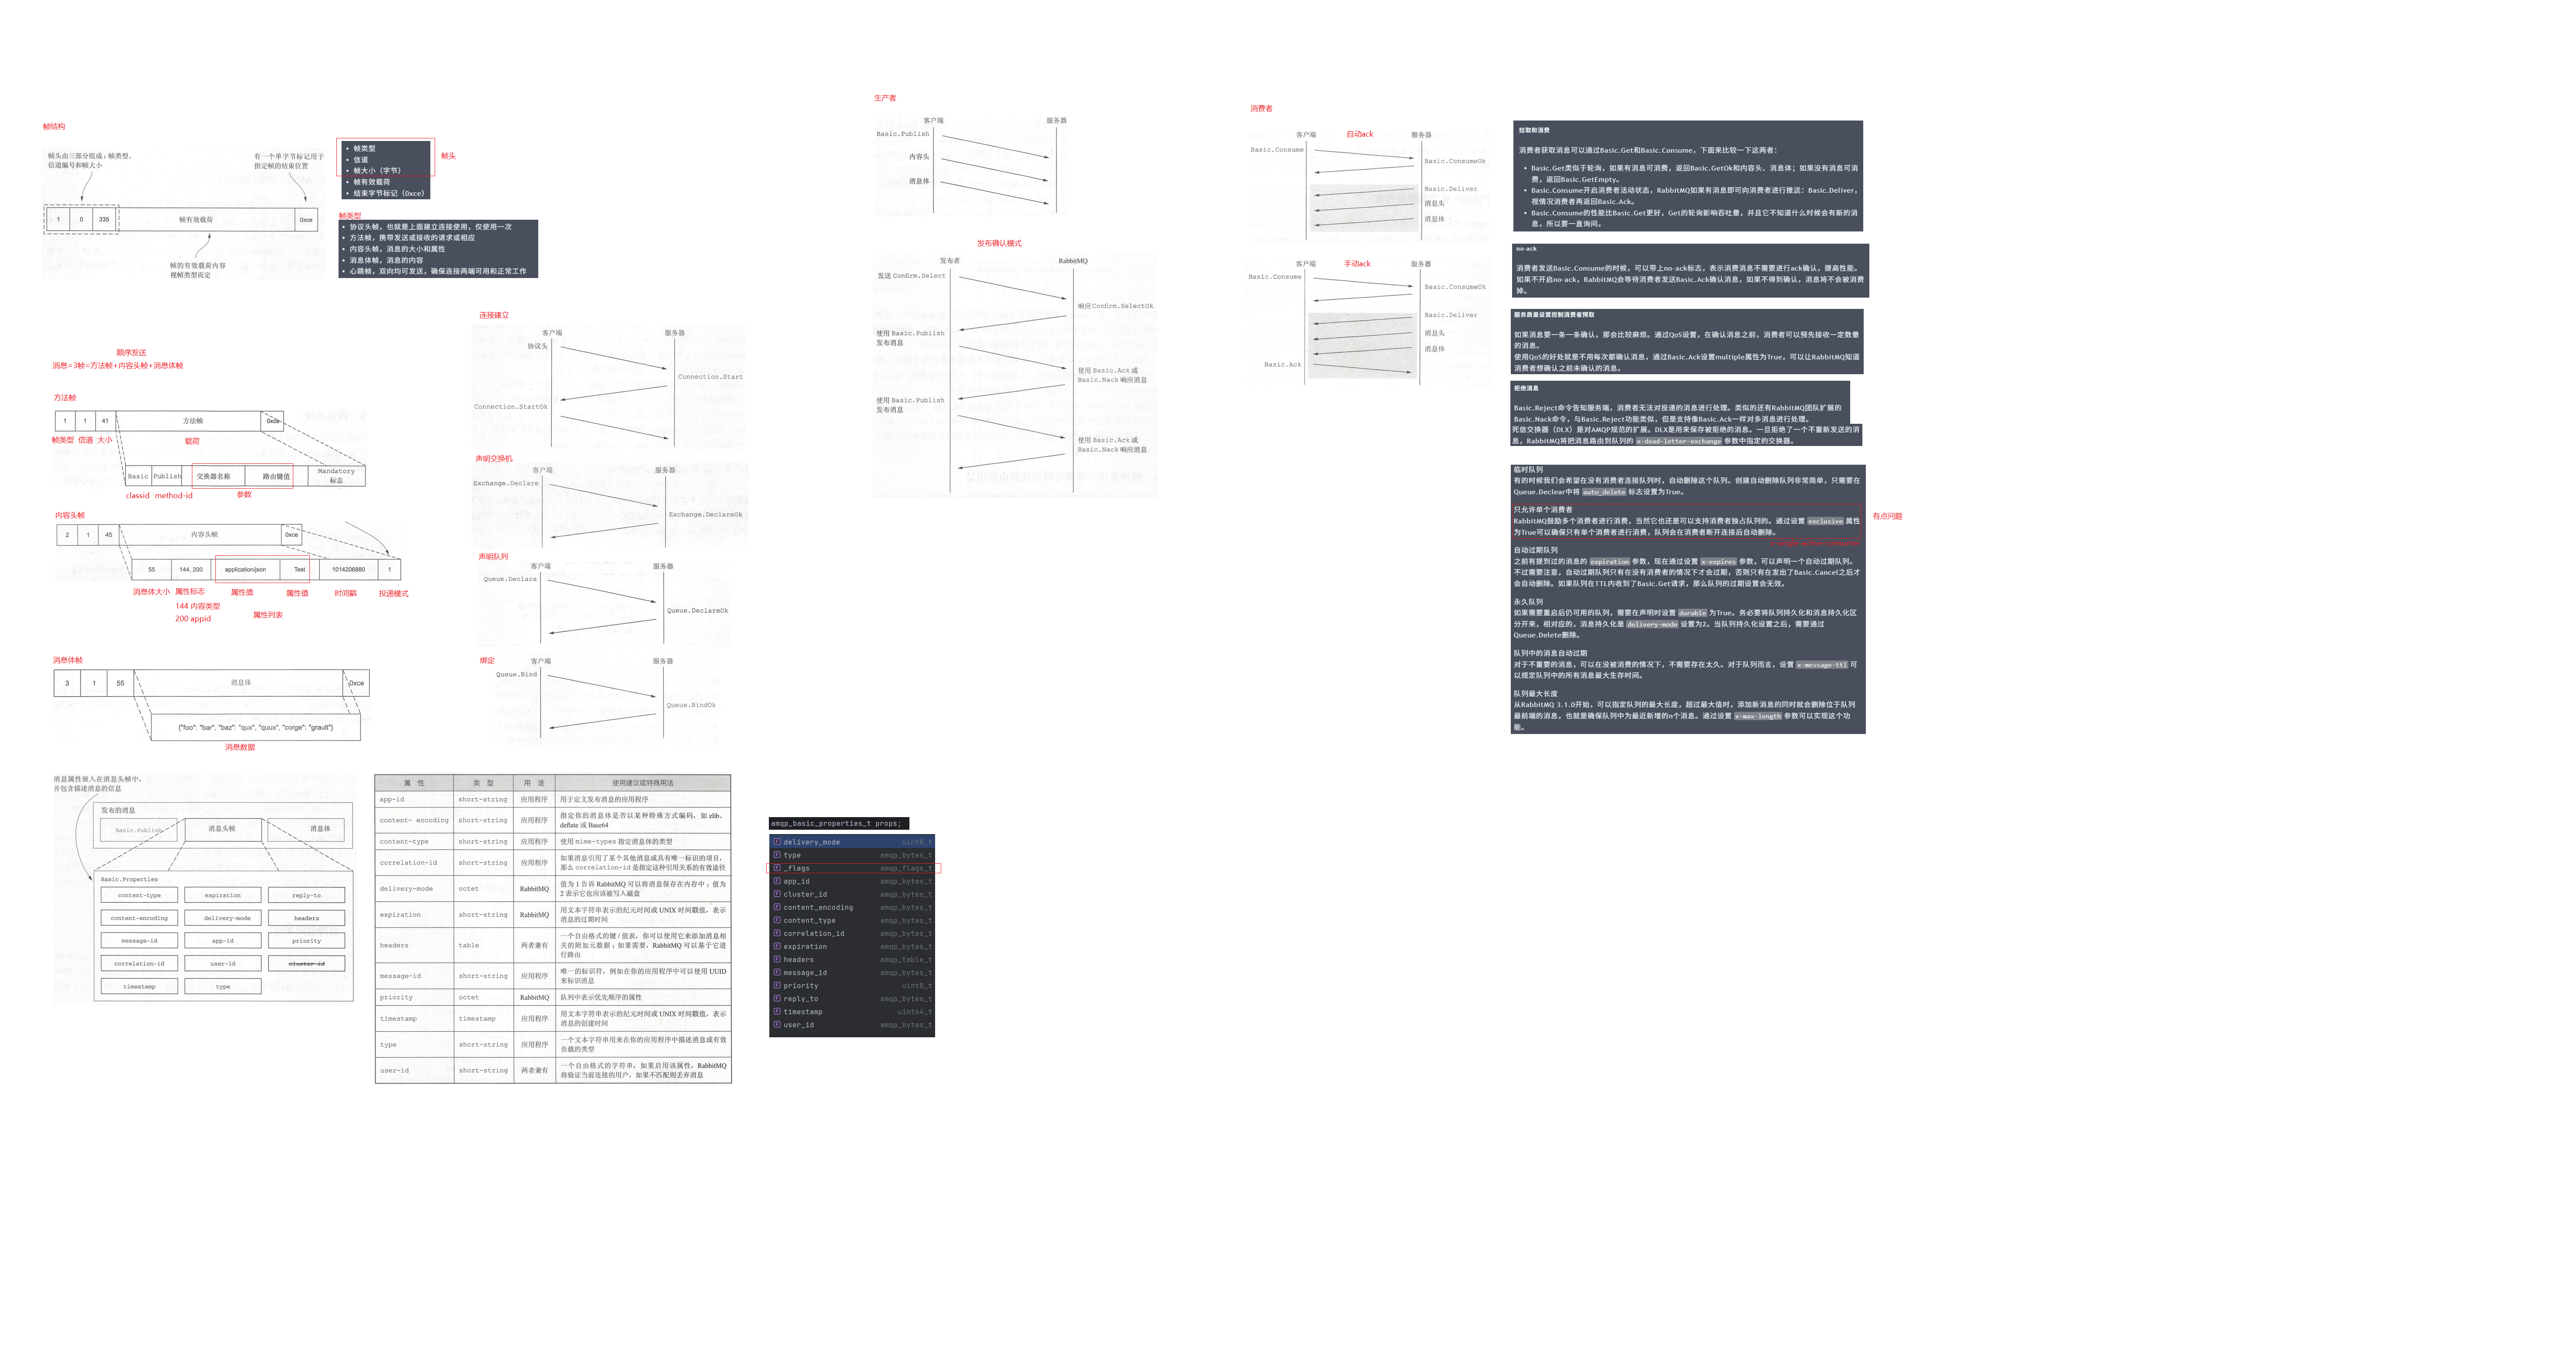 帧结构
帧头由三部分组成：帧类型、
信道编号和帧大小
有一个单字节标记用于
指定帧的结束位置
1 0 335 帧有效载荷 0xce
帧的有效载荷内容
视帧类型而定
• 帧类型
• 信道
• 帧大小（字节）
• 帧有效载荷
• 结束字节标记（0xce）
帧头
帧类型
• 协议头帧，也就是上面建立连接使用，仅使用一次
• 方法帧，携带发送或接收的请求或相应
• 内容头帧，消息的大小和属性
• 消息体帧，消息的内容
• 心跳帧，双向均可发送，确保连接两端可用和正常工作
顺序发送
消息=3帧=方法帧+内容头帧+消息体帧
方法帧
1 1 41 方法帧 0xce
帧类型 信道 大小 载荷
Basic Publish 交换器名称 路由键值 Mandatory
标志
classid method-id 参数
内容头帧
2 1 45 内容头帧 0xce
55 144, 200 application/json Test 1014206880 1
消息体大小 属性标志 属性值 属性值 时间戳 投递模式
144 内容类型
200 appid
属性列表
消息体帧
3 1 55 消息体 0xce
{"foo": "bar", "baz": "qux", "quux", "corge": "grault"}
消息数据
连接建立
客户端 服务器
协议头
Connection.Start
Connection.StartOk
声明交换机
客户端 服务器
Exchange.Declare
Exchange.DeclareOk
声明队列
客户端 服务器
Queue.Declare
Queue.DeclareOk
绑定
客户端 服务器
Queue.Bind
Queue.BindOk
消息属性嵌入在消息头帧中，
并包含描述消息的信息
发布的消息
Basic.Publish 消息头帧 消息体
Basic.Properties
content-type expiration reply-to
content-encoding delivery-mode headers
message-id app-id priority
correlation-id user-id cluster-id
timestamp type
属 性 类 型 用 途 使用建议或特殊用法
app-id short-string 应用程序 用于定义发布消息的应用程序
content- encoding short-string 应用程序 指定你的消息体是否以某种特殊方式编码，如 zlib、
deflate 或 Base64
content-type short-string 应用程序 使用 mime-types 指定消息体的类型
correlation-id short-string 应用程序 如果消息引用了某个其他消息或具有唯一标识的项目，
那么 correlation-id 是指定这种引用关系的有效途径
delivery-mode octet RabbitMQ 值为 1 告诉 RabbitMQ 可以将消息保存在内存中；值为
2 表示它也应该被写入磁盘
expiration short-string RabbitMQ 用文本字符串表示的纪元时间或 UNIX 时间戳值，表示
消息的过期时间
headers table 两者兼有 一个自由格式的键 / 值表，你可以使用它来添加消息相
关的附加元数据；如果需要，RabbitMQ 可以基于它进
行路由
message-id short-string 应用程序 唯一的标识符，例如在你的应用程序中可以使用 UUID
来标识消息
priority octet RabbitMQ 队列中表示优先顺序的属性
timestamp timestamp 应用程序 用文本字符串表示的纪元时间或 UNIX 时间戳值，表示
消息的创建时间
type short-string 应用程序 一个文本字符串用来在你的应用程序中描述消息或有效
负载的类型
user-id short-string 两者兼有 一个自由格式的字符串，如果启用该属性，RabbitMQ
将验证当前连接的用户，如果不匹配则丢弃消息
amqp_basic_properties_t props;
delivery_mode uint8_t
type amqp_bytes_t
_flags amqp_flags_t
app_id amqp_bytes_t
cluster_id amqp_bytes_t
content_encoding amqp_bytes_t
content_type amqp_bytes_t
correlation_id amqp_bytes_t
expiration amqp_bytes_t
headers amqp_table_t
message_id amqp_bytes_t
priority uint8_t
reply_to amqp_bytes_t
timestamp uint64_t
user_id amqp_bytes_t
生产者
客户端 服务器
Basic.Publish
内容头
消息体
发布确认模式
发布者 RabbitMQ
发送 Confirm.Select
响应 Confirm.SelectOk
使用 Basic.Publish
发布消息
使用 Basic.Ack 或
Basic.Nack 响应消息
使用 Basic.Publish
发布消息
使用 Basic.Ack 或
Basic.Nack 响应消息
消费者
客户端 自动ack 服务器
Basic.Consume
Basic.ConsumeOk
Basic.Deliver
消息头
消息体
客户端 手动ack 服务器
Basic.Consume
Basic.ConsumeOk
Basic.Deliver
消息头
消息体
Basic.Ack
拉取和消费
消费者获取消息可以通过Basic.Get和Basic.Consume，下面来比较一下这两者：
• Basic.Get类似于轮询，如果有消息可消费，返回Basic.GetOk和内容头、消息体；如果没有消息可消
费，返回Basic.GetEmpty。
• Basic.Consume开启消费者活动状态，RabbitMQ如果有消息即可向消费者进行推送：Basic.Deliver，
视情况消费者再返回Basic.Ack。
• Basic.Consume的性能比Basic.Get更好，Get的轮询影响吞吐量，并且它不知道什么时候会有新的消
息，所以要一直询问。
no-ack
消费者发送Basic.Consume的时候，可以带上no-ack标志，表示消费消息不需要进行ack确认，提高性能。
如果不开启no-ack，RabbitMQ会等待消费者发送Basic.Ack确认消息，如果不得到确认，消息将不会被消费
掉。
服务质量设置控制消费者预取
如果消息要一条一条确认，那会比较麻烦。通过QoS设置，在确认消息之前，消费者可以预先接收一定数量
的消息。
使用QoS的好处就是不用每次都确认消息，通过Basic.Ack设置multiple属性为True，可以让RabbitMQ知道
消费者想确认之前未确认的消息。
拒绝消息
Basic.Reject命令告知服务端，消费者无法对投递的消息进行处理。类似的还有RabbitMQ团队扩展的
Basic.Nack命令，与Basic.Reject功能类似，但是支持像Basic.Ack一样对多消息进行处理。
死信交换器（DLX）是对AMQP规范的扩展。DLX是用来保存被拒绝的消息。一旦拒绝了一个不重新发送的消
息，RabbitMQ将把消息路由到队列的 x-dead-letter-exchange 参数中指定的交换器。
临时队列
有的时候我们会希望在没有消费者连接队列时，自动删除这个队列。创建自动删除队列非常简单，只需要在
Queue.Declear中将 auto_delete 标志设置为True。
只允许单个消费者
RabbitMQ鼓励多个消费者进行消费，当然它也还是可以支持消费者独占队列的。通过设置 exclusive 属性
为True可以确保只有单个消费者进行消费，队列会在消费者断开连接后自动删除。
有点问题
自动过期队列
之前有提到过的消息的 expiration 参数，现在通过设置 x-expires 参数，可以声明一个自动过期队列。
不过需要注意，自动过期队列只有在没有消费者的情况下才会过期，否则只有在发出了Basic.Cancel之后才
会自动删除。如果队列在TTL内收到了Basic.Get请求，那么队列的过期设置会无效。
永久队列
如果需要重启后仍可用的队列，需要在声明时设置 durable 为True。务必要将队列持久化和消息持久化区
分开来，相对应的，消息持久化是 delivery-mode 设置为2。当队列持久化设置之后，需要通过
Queue.Delete删除。
队列中的消息自动过期
对于不重要的消息，可以在没被消费的情况下，不需要存在太久。对于队列而言，设置 x-message-ttl 可
以规定队列中的所有消息最大生存时间。
队列最大长度
从RabbitMQ 3.1.0开始，可以指定队列的最大长度，超过最大值时，添加新消息的同时就会删除位于队列
最前端的消息，也就是确保队列中为最近新增的n个消息。通过设置 x-max-length 参数可以实现这个功
能。